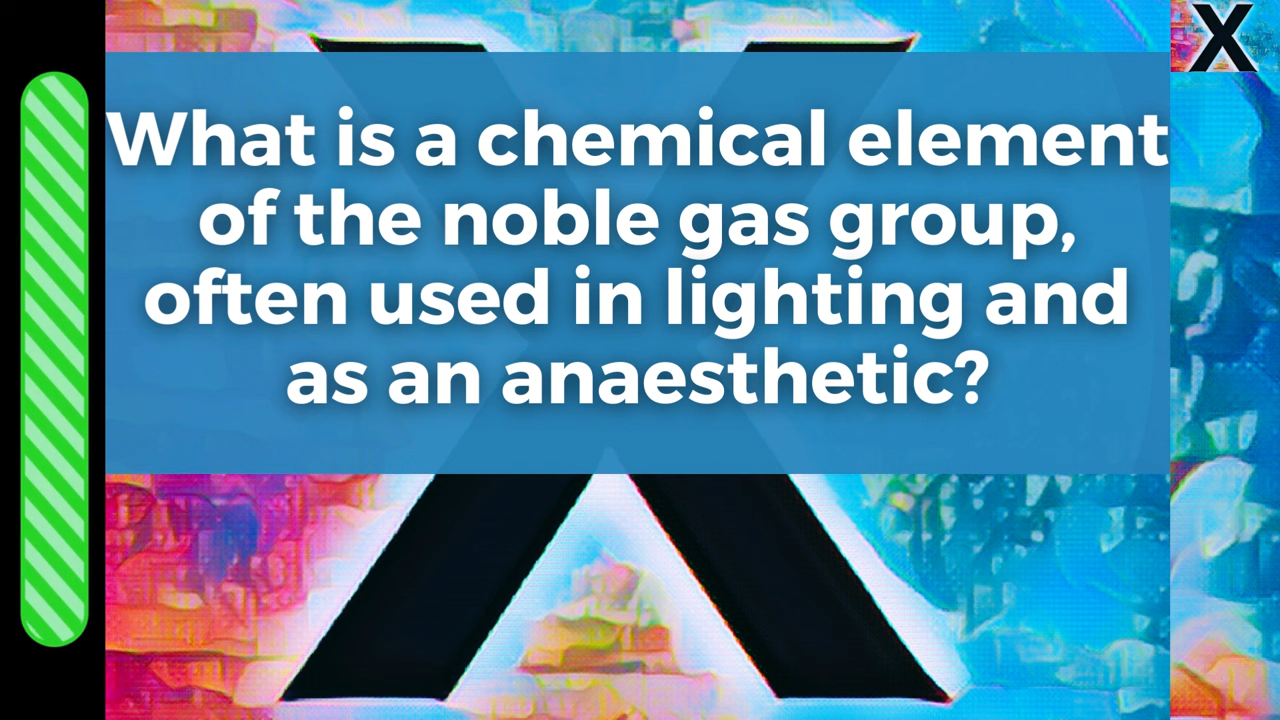 X
What is a chemical element
of the noble gas group,
often used in lighting and
as an anaesthetic?
X